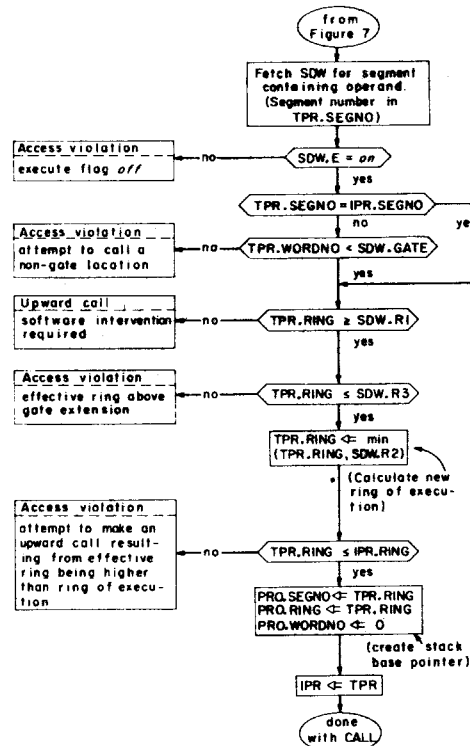 from
Figure 7
Fetch SDW for segment
containing operand.
(Segment number in
TPR.SEGNO)
Access violation
execute flag off
no
SDW.E = on
yes
TPR.SEGNO=IPR.SEGNO
no
ye
Access violation
attempt to call a
non-gate location
no
TPR.WORDNO < SDW.GATE
yes
Upward call
software intervention
required
no
TPR.RING ≥ SDW.R1
yes
Access violation
effective ring above
gate extension
no
TPR.RING ≤ SDW.R3
yes
TPR.RING ⇐ min
(TPR.RING, SDW.R2)
(Calculate new
ring of execu-
tion)
Access violation
attempt to make an
upward call result-
ing from effective
ring being higher
than ring of execu-
tion
no
TPR.RING ≤ IPR.RING
yes
PRO.SEGNO⇐ TPR.RING
PRO.RING ⇐ TPR.RING
PRO.WORDNO ⇐ 0
(create stack
base pointer)
IPR ⇐ TPR
done
with CALL